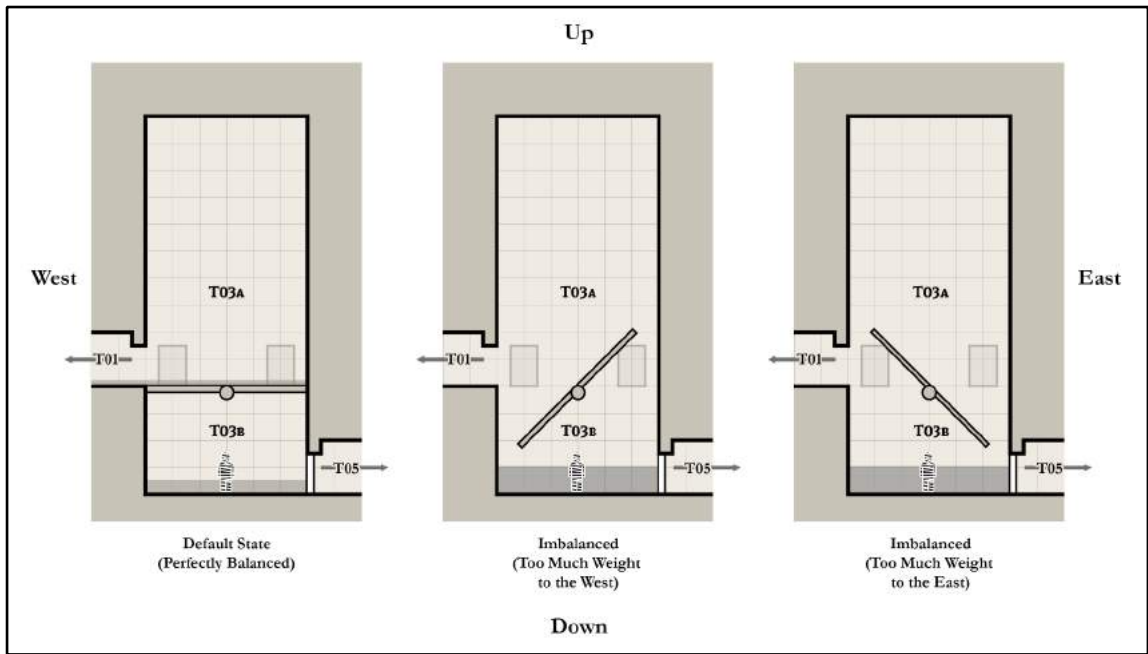 Up
West
East
T03A
T03A
T03A
T01
T01
T01
T03B
T03B
T03B
T05
T05
T05
Default State
(Perfectly Balanced)
Imbalanced
(Too Much Weight
to the West)
Imbalanced
(Too Much Weight
to the East)
Down